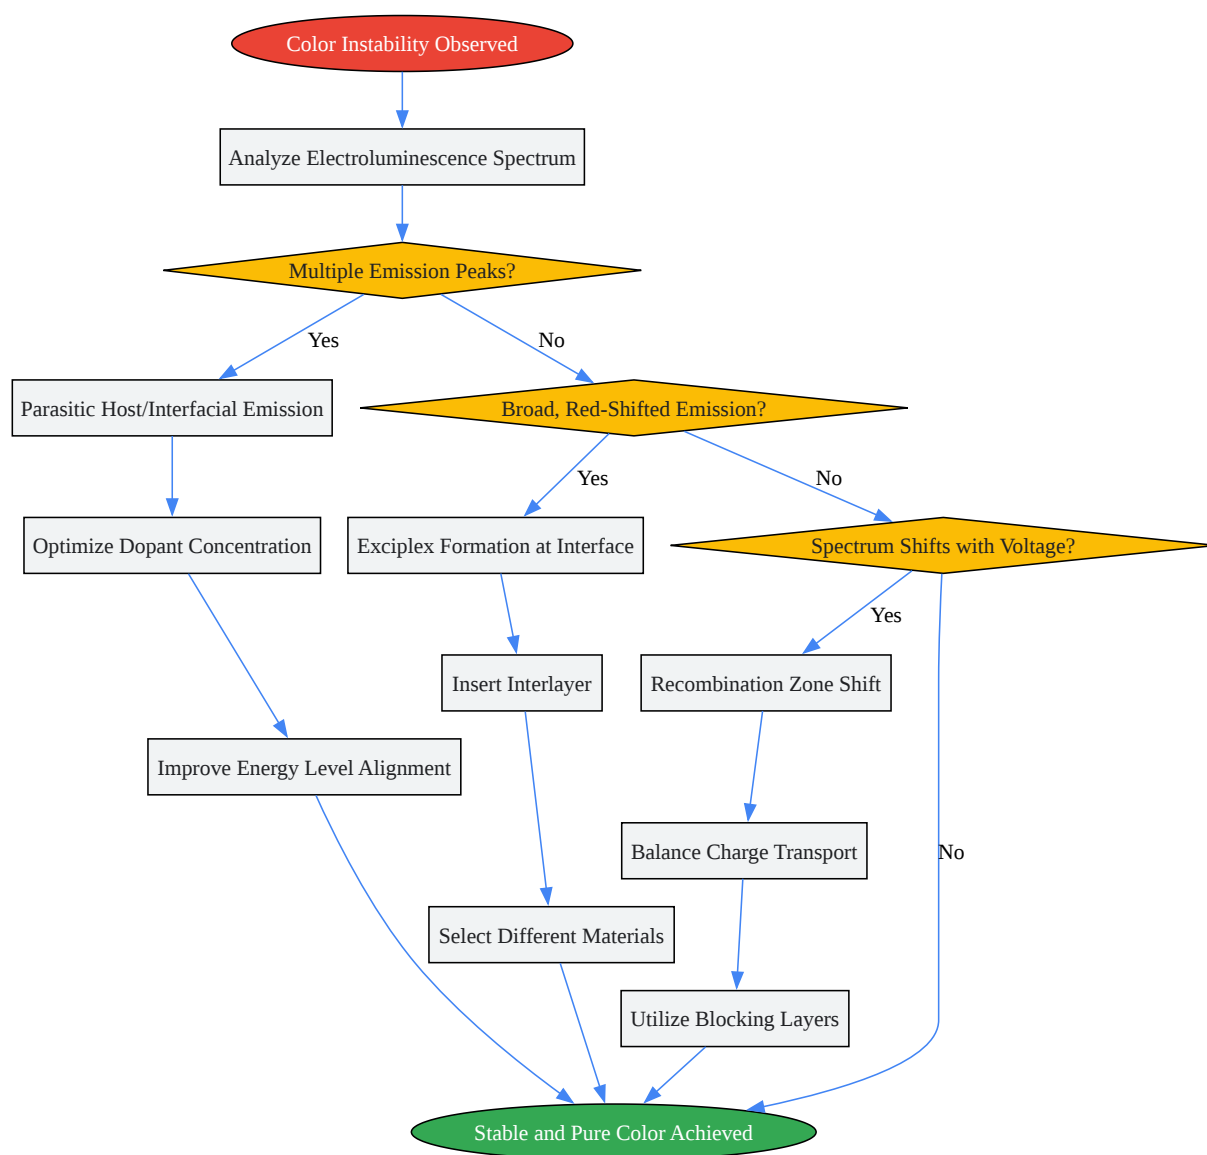 Color Instability Observed
Analyze Electroluminescence Spectrum
Multiple Emission Peaks?
Yes
No
Parasitic Host/Interfacial Emission
Broad, Red-Shifted Emission?
Yes
No
Optimize Dopant Concentration
Exciplex Formation at Interface
Spectrum Shifts with Voltage?
Yes
Insert Interlayer
Recombination Zone Shift
Improve Energy Level Alignment
Balance Charge Transport
No
Select Different Materials
Utilize Blocking Layers
Stable and Pure Color Achieved